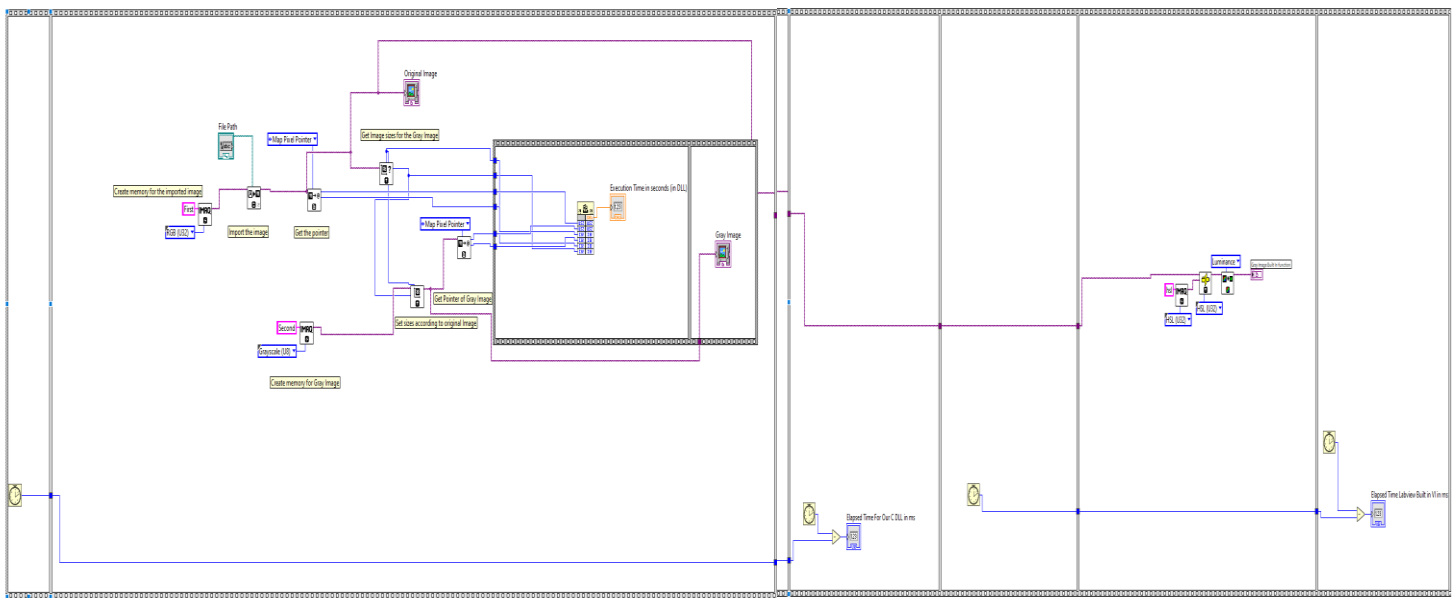 Original Image
File Path
Map Pixel Pointer
Get Image sizes for the Gray Image
Create memory for the imported image
First
IMAQ
RGB (U32)
Import the image
Get the pointer
Execution Time in seconds (in DLL)
Map Pixel Pointer
Gray Image
Get Pointer of Gray Image
Set sizes according to original Image
Second
IMAQ
Grayscale (U8)
Create memory for Gray Image
Luminance
Gray Image Built in function
hsl
IMAQ
HSL (U32)
HSL (U32)
Elapsed Time For Our C DLL in ms
Elapsed Time Labview Built in VI in ms